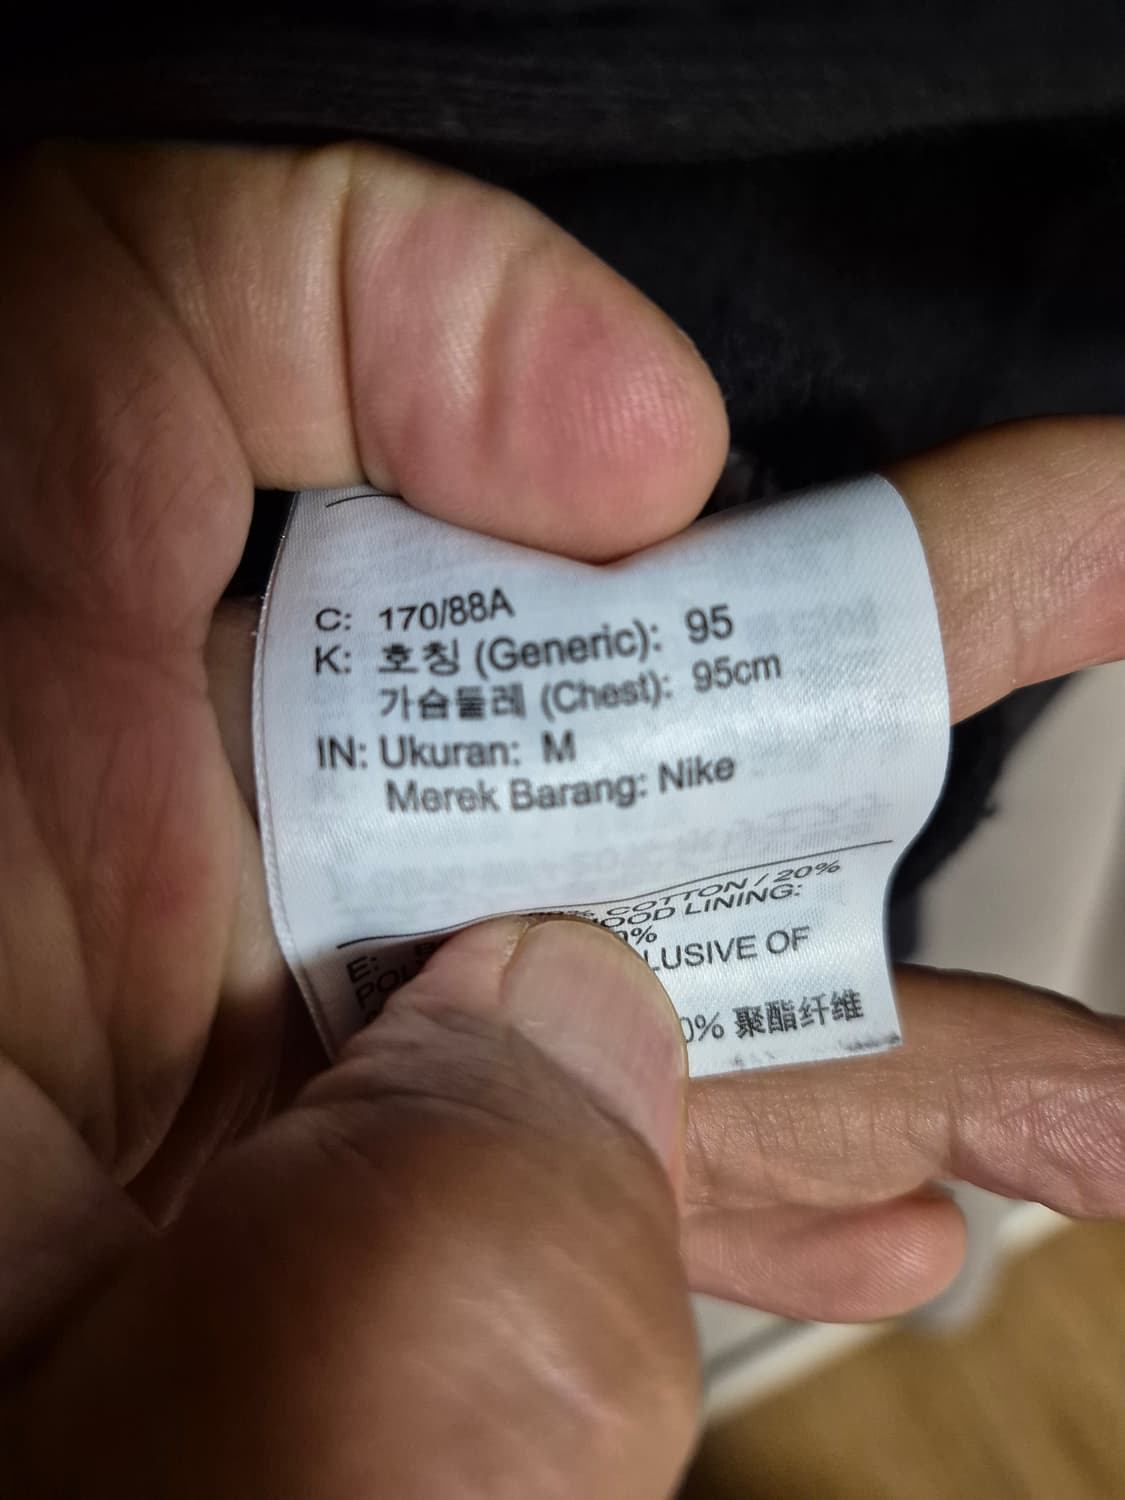 C: 170/88A
K: 호칭 (Generic): 95
가슴둘레 (Chest): 95cm
IN: Ukuran: M
Merek Barang: Nike
% COTTON / 20%
OOD LINING:
0%
E:
POL
LUSIVE OF
0% 聚酯纤维